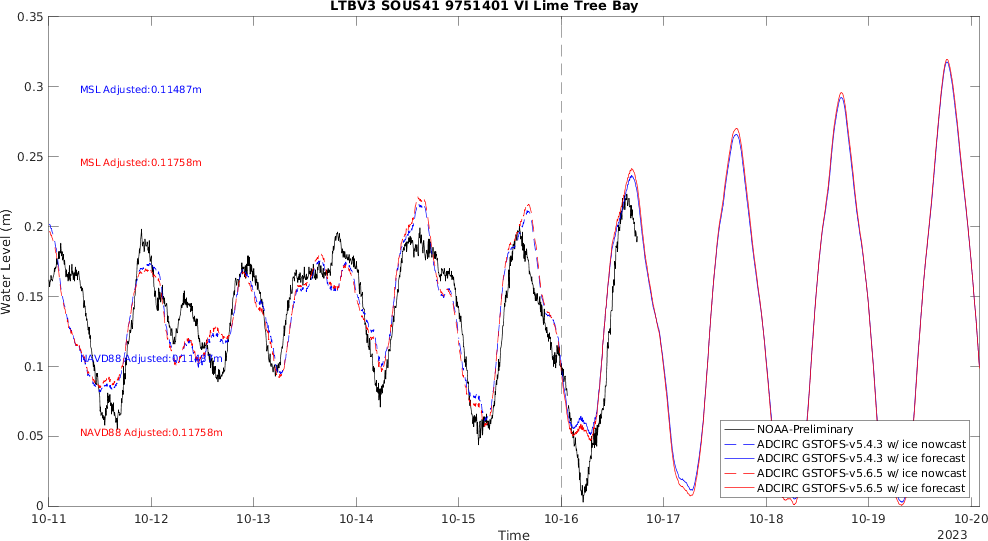 LTBV3 SOUS41 9751401 VI Lime Tree Bay
0.35
0.3
0.25
0.2
0.15
0.1
0.05
0
Water Level (m)
MSL Adjusted:0.11487m
MSL Adjusted:0.11758m
NAVD88 Adjusted:0.11487m
NAVD88 Adjusted:0.11758m
NOAA-Preliminary
ADCIRC GSTOFS-v5.4.3 w/ ice nowcast
ADCIRC GSTOFS-v5.4.3 w/ ice forecast
ADCIRC GSTOFS-v5.6.5 w/ ice nowcast
ADCIRC GSTOFS-v5.6.5 w/ ice forecast
10-11 10-12 10-13 10-14 10-15 10-16 10-17 10-18 10-19 10-20
Time
2023